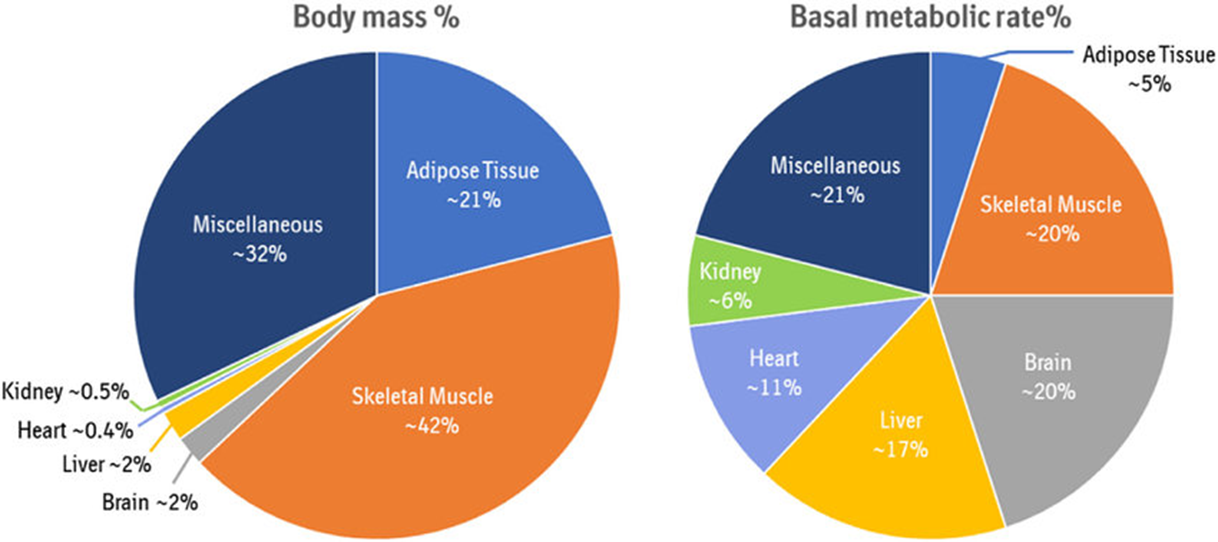 Body mass %
Adipose Tissue
~21%
Skeletal Muscle
~42%
Brain ~2%
Liver ~2%
Heart ~0.4%
Kidney ~0.5%
Miscellaneous
~32%
Basal metabolic rate%
Adipose Tissue
~5%
Skeletal Muscle
~20%
Brain
~20%
Liver
~17%
Heart
~11%
Kidney
~6%
Miscellaneous
~21%